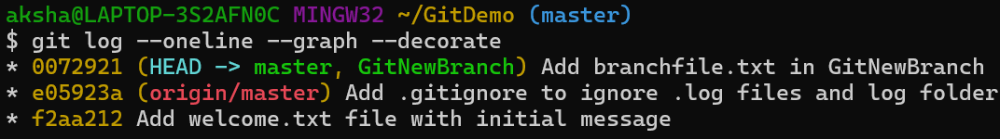 aksha@LAPTOP-3S2AFN0C MINGW32 ~/GitDemo (master)
$ git log --oneline --graph --decorate
* 0072921 (HEAD -> master, GitNewBranch) Add branchfile.txt in GitNewBranch
* e05923a (origin/master) Add .gitignore to ignore .log files and log folder
* f2aa212 Add welcome.txt file with initial message